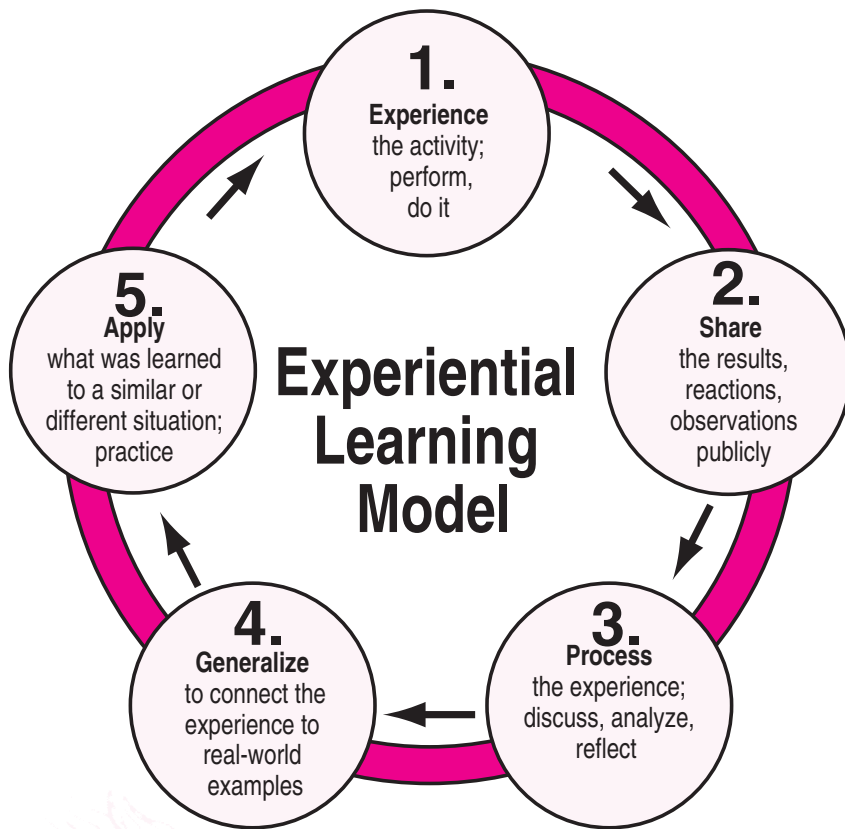 1.
Experience
the activity;
perform,
do it
2.
Share
the results,
reactions,
observations
publicly
3.
Process
the experience;
discuss, analyze,
reflect
4.
Generalize
to connect the
experience to
real-world
examples
5.
Apply
what was learned
to a similar or
different situation;
practice
Experiential
Learning
Model